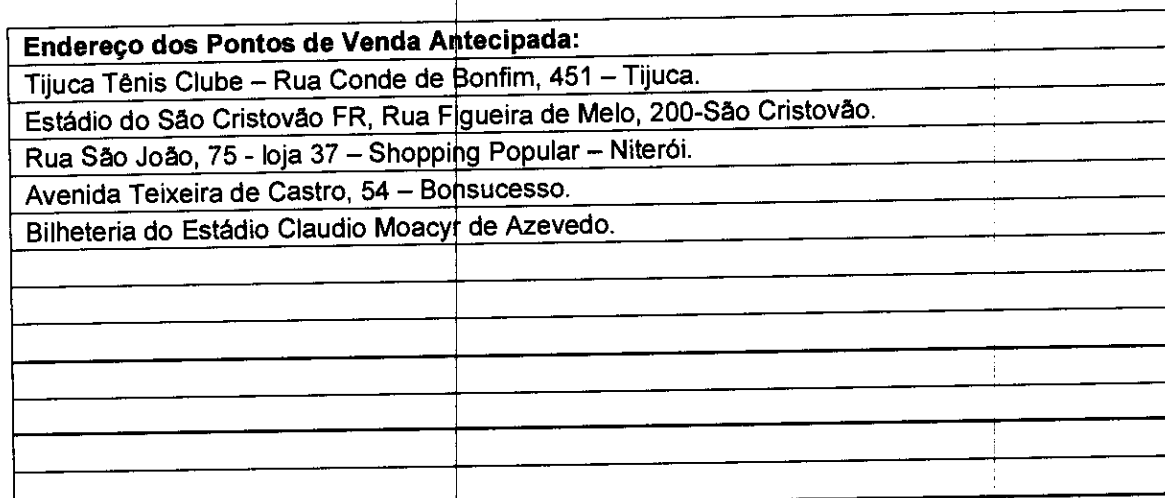 Endereço dos Pontos de Venda Antecipada:
Tijuca Tênis Clube – Rua Conde de Bonfim, 451 – Tijuca.
Estádio do São Cristovão FR, Rua Figueira de Melo, 200-São Cristovão.
Rua São João, 75 - loja 37 – Shopping Popular – Niterói.
Avenida Teixeira de Castro, 54 – Bonsucesso.
Bilheteria do Estádio Claudio Moacyr de Azevedo.